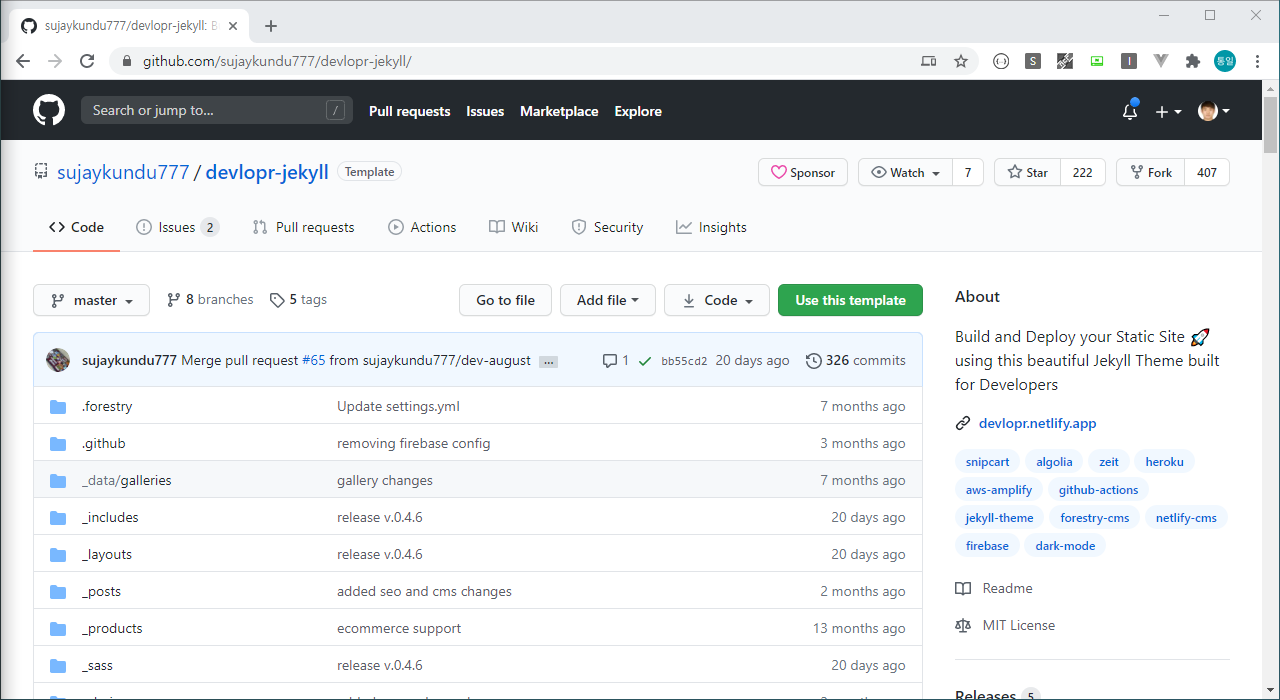 sujaykundu777/devlopr-jekyll: B
github.com/sujaykundu777/devlopr-jekyll/
S
I
통일
Search or jump to... /
Pull requests Issues Marketplace Explore
sujaykundu777 / devlopr-jekyll Template
Sponsor Watch 7 Star 222 Fork 407
Code Issues 2 Pull requests Actions Wiki Security Insights
master 8 branches 5 tags Go to file Add file Code Use this template
sujaykundu777 Merge pull request #65 from sujaykundu777/dev-august ... 1 bb55cd2 20 days ago 326 commits
.forestry Update settings.yml 7 months ago
.github removing firebase config 3 months ago
_data/galleries gallery changes 7 months ago
_includes release v.0.4.6 20 days ago
_layouts release v.0.4.6 20 days ago
_posts added seo and cms changes 2 months ago
_products ecommerce support 13 months ago
_sass release v.0.4.6 20 days ago
About
Build and Deploy your Static Site 🚀
using this beautiful Jekyll Theme built
for Developers
devlopr.netlify.app
snipcart algolia zeit heroku
aws-amplify github-actions
jekyll-theme forestry-cms netlify-cms
firebase dark-mode
Readme
MIT License
Releases 5